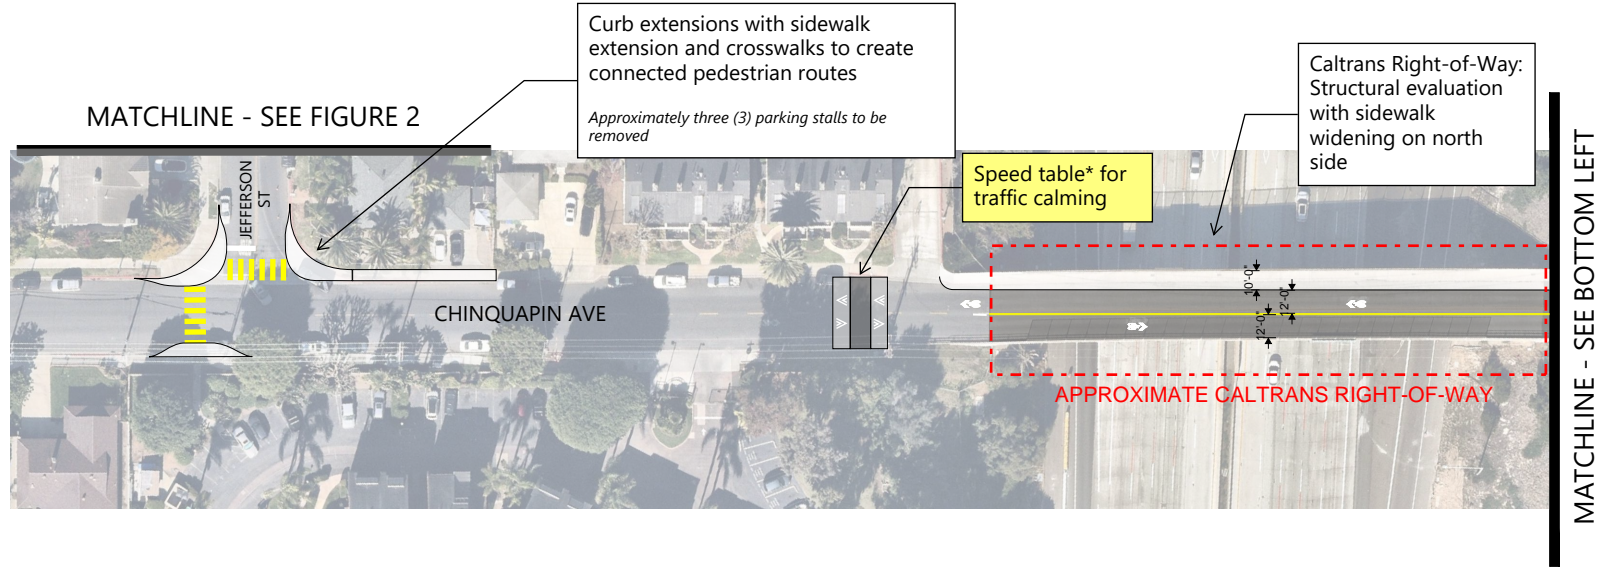 Curb extensions with sidewalk
extension and crosswalks to create
connected pedestrian routes
Approximately three (3) parking stalls to be
removed
Caltrans Right-of-Way:
Structural evaluation
with sidewalk
widening on north
side
MATCHLINE - SEE FIGURE 2
Speed table* for
traffic calming
JEFFERSON
ST
CHINQUAPIN AVE
10'-0"
12'-0"
12'-0"
APPROXIMATE CALTRANS RIGHT-OF-WAY
MATCHLINE - SEE BOTTOM LEFT